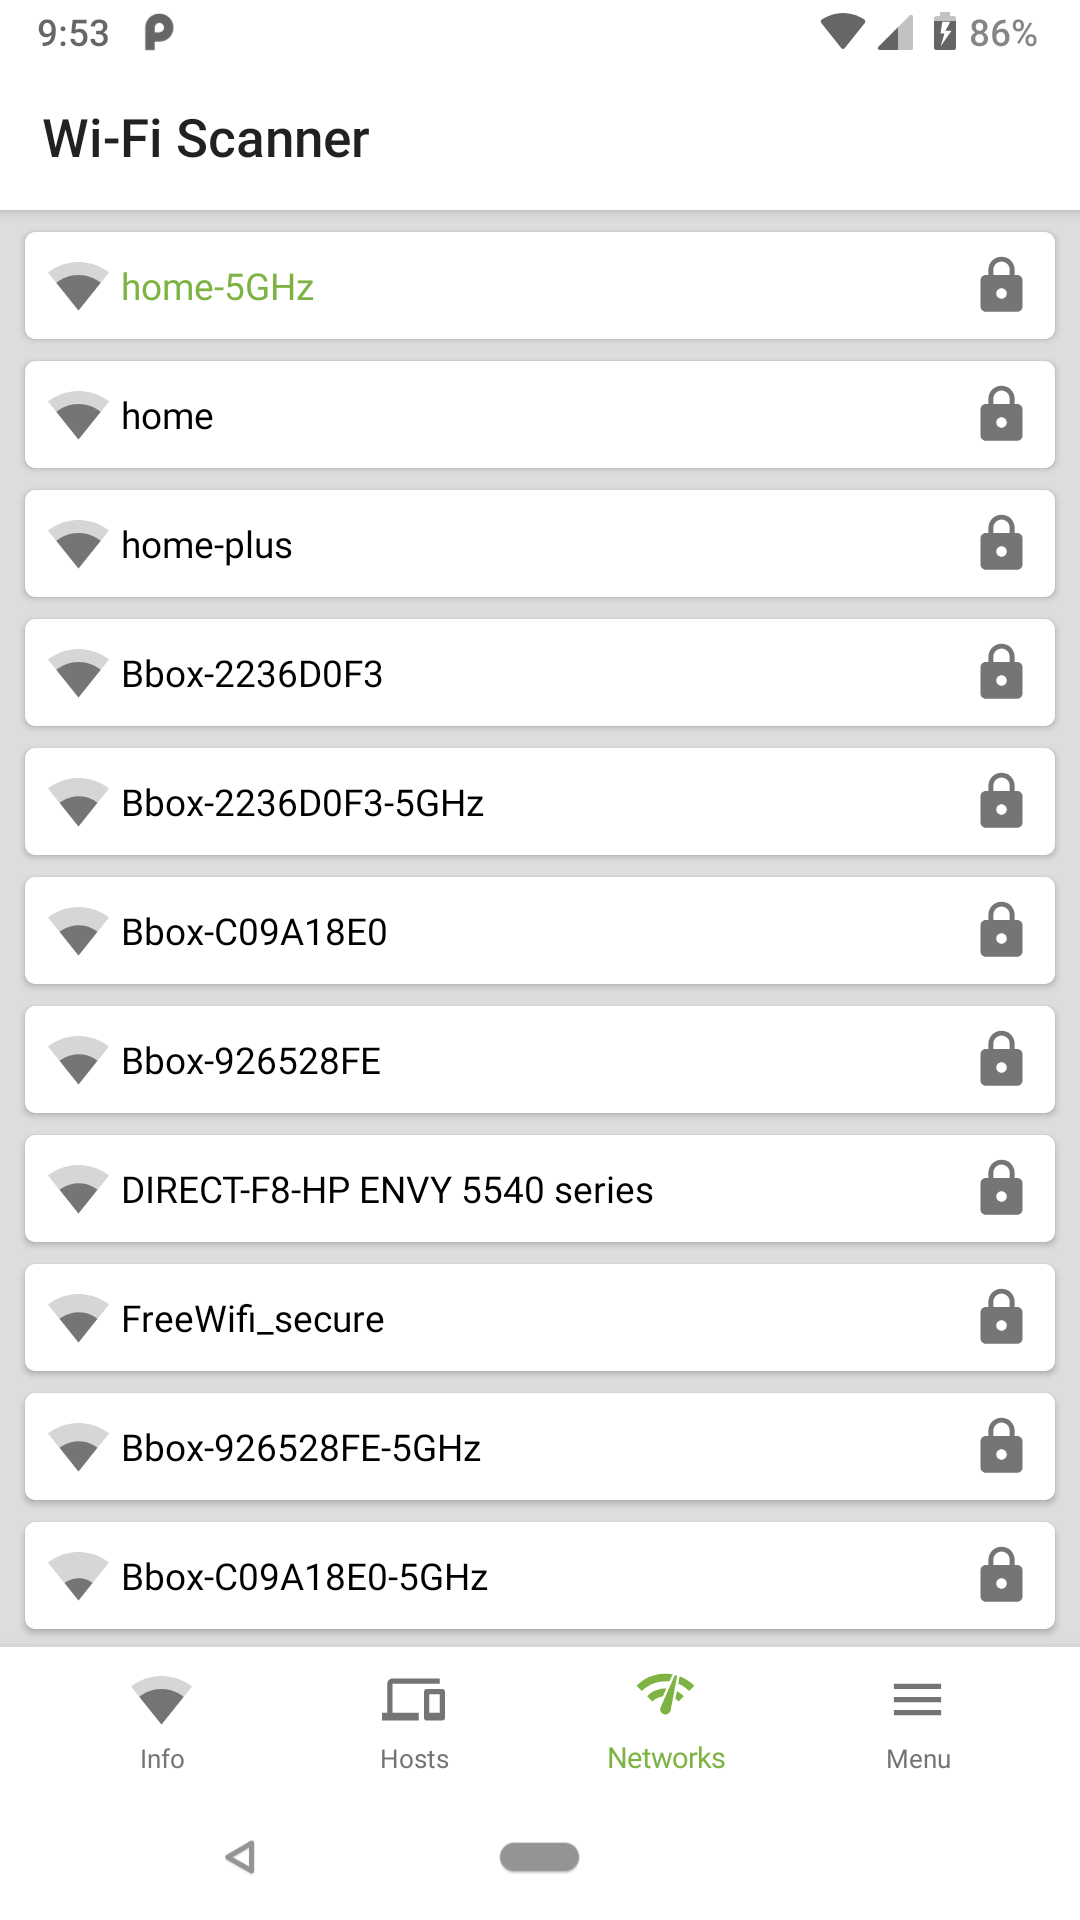 9:53
86%
Wi-Fi Scanner
home-5GHz
home
home-plus
Bbox-2236D0F3
Bbox-2236D0F3-5GHz
Bbox-C09A18E0
Bbox-926528FE
DIRECT-F8-HP ENVY 5540 series
FreeWifi_secure
Bbox-926528FE-5GHz
Bbox-C09A18E0-5GHz
Info
Hosts
Networks
Menu